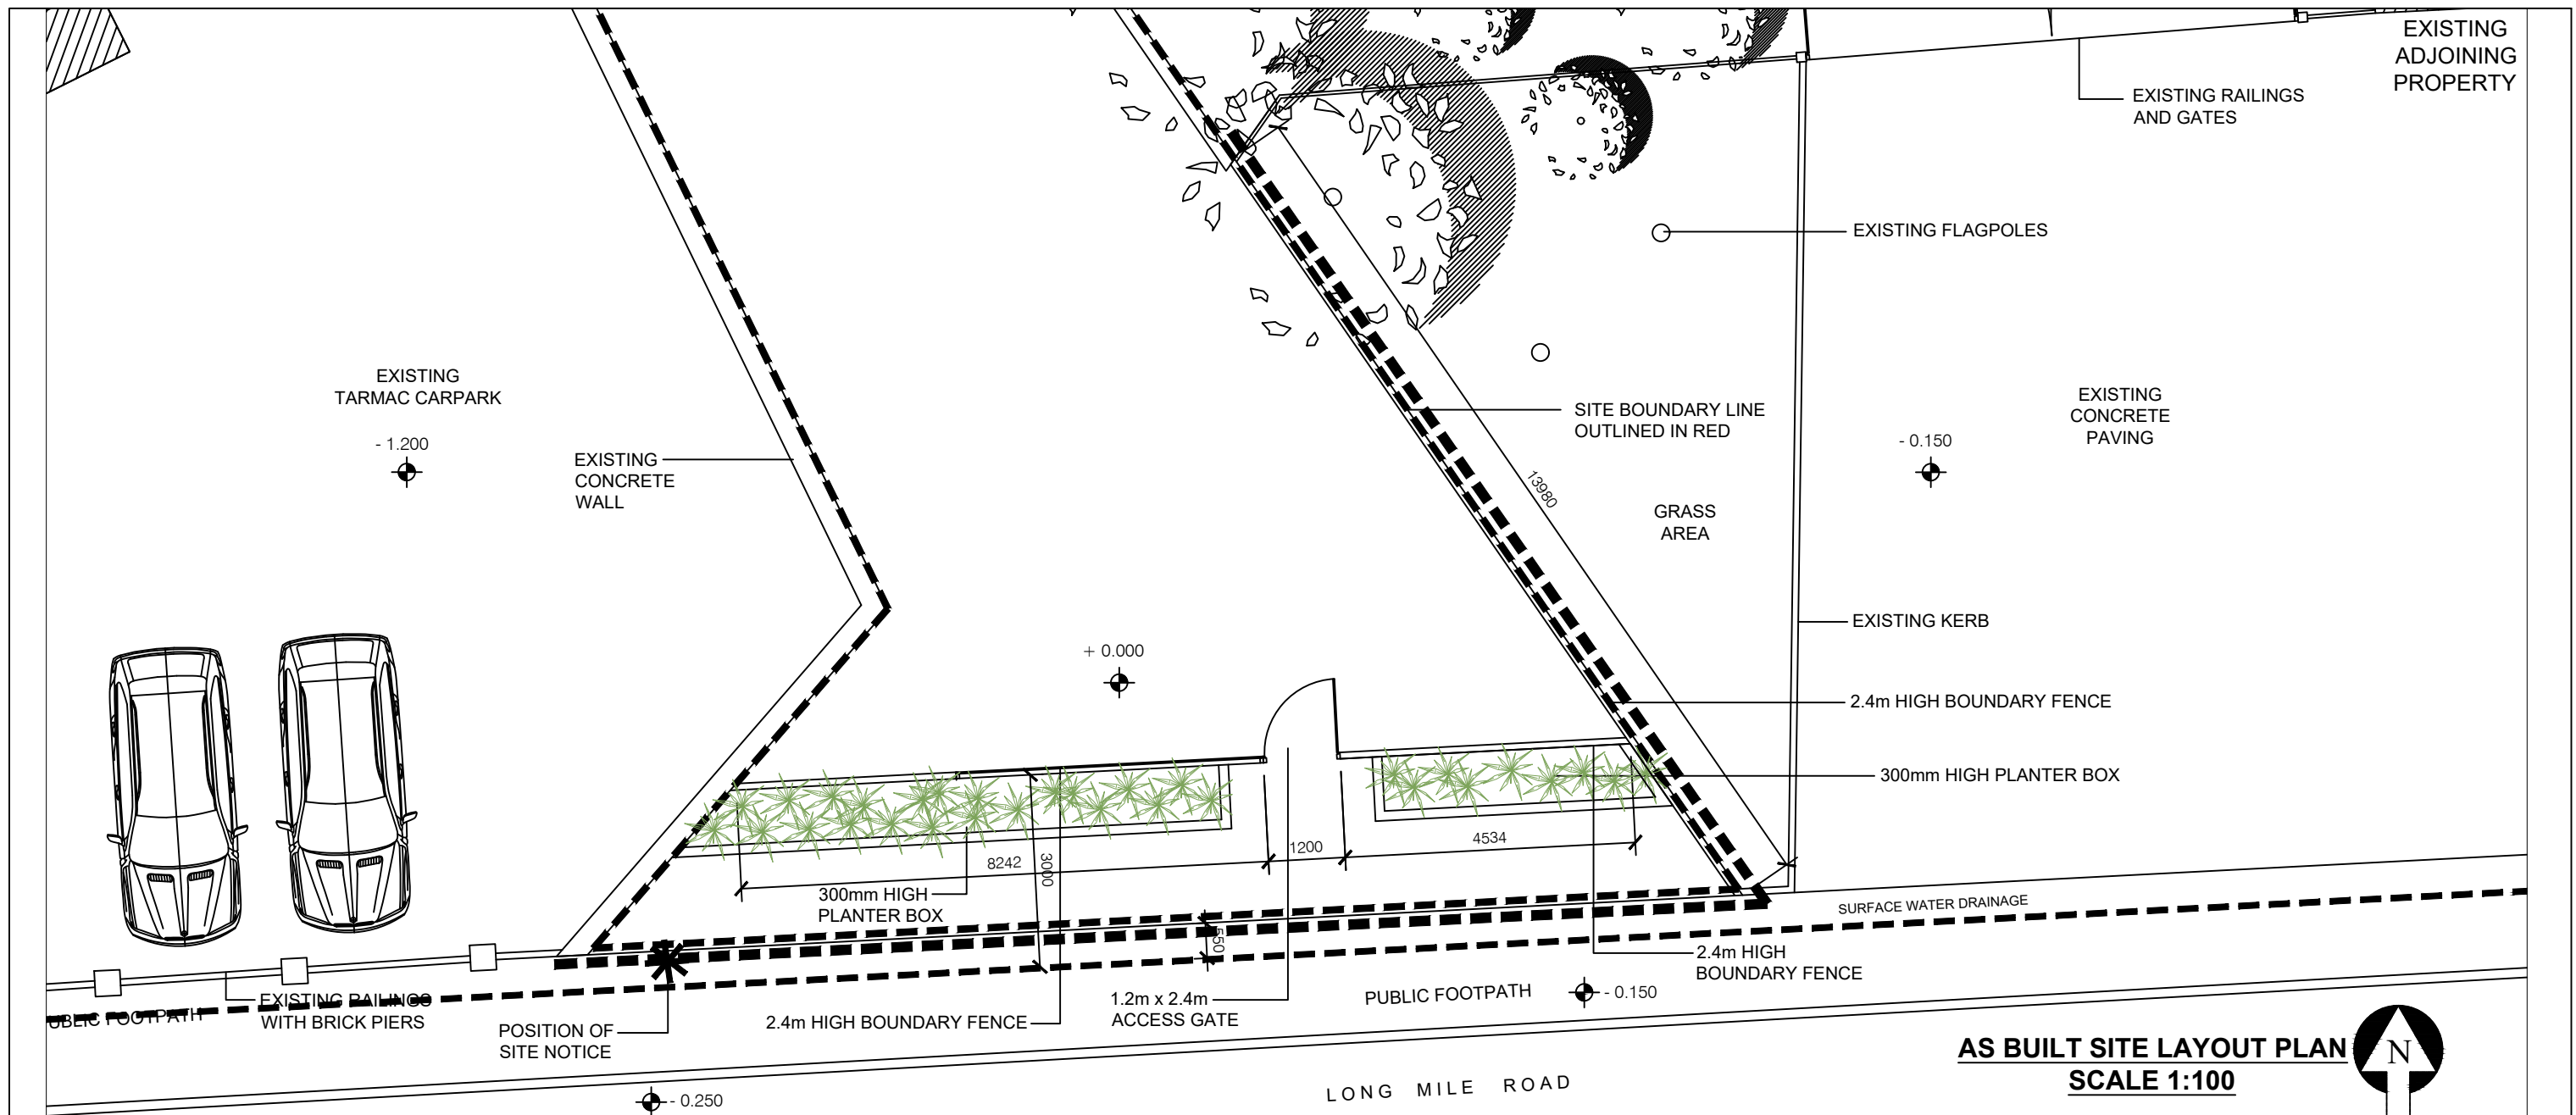 EXISTING
ADJOINING
PROPERTY
EXISTING RAILINGS
AND GATES
EXISTING FLAGPOLES
EXISTING
TARMAC CARPARK
- 1.200
EXISTING
CONCRETE
WALL
SITE BOUNDARY LINE
OUTLINED IN RED
EXISTING
CONCRETE
PAVING
- 0.150
13980
GRASS
AREA
EXISTING KERB
+ 0.000
2.4m HIGH BOUNDARY FENCE
300mm HIGH PLANTER BOX
8242
3000
1200
4534
300mm HIGH
PLANTER BOX
550
SURFACE WATER DRAINAGE
2.4m HIGH
BOUNDARY FENCE
EXISTING RAILINGS
WITH BRICK PIERS
UBLIC FOOTPATH
POSITION OF
SITE NOTICE
2.4m HIGH BOUNDARY FENCE
1.2m x 2.4m
ACCESS GATE
PUBLIC FOOTPATH
- 0.150
AS BUILT SITE LAYOUT PLAN
SCALE 1:100
N
LONG MILE ROAD
- 0.250